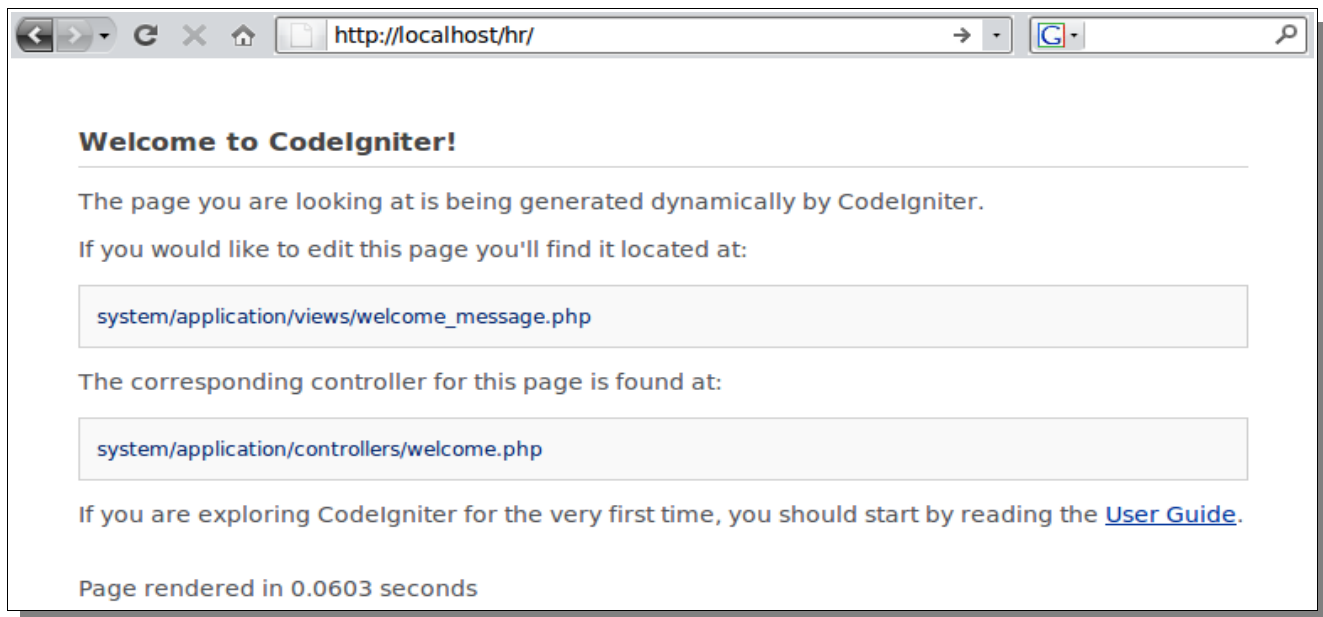 http://localhost/hr/
G
Welcome to CodeIgniter!
The page you are looking at is being generated dynamically by CodeIgniter.
If you would like to edit this page you'll find it located at:
system/application/views/welcome_message.php
The corresponding controller for this page is found at:
system/application/controllers/welcome.php
If you are exploring CodeIgniter for the very first time, you should start by reading the User Guide.
Page rendered in 0.0603 seconds